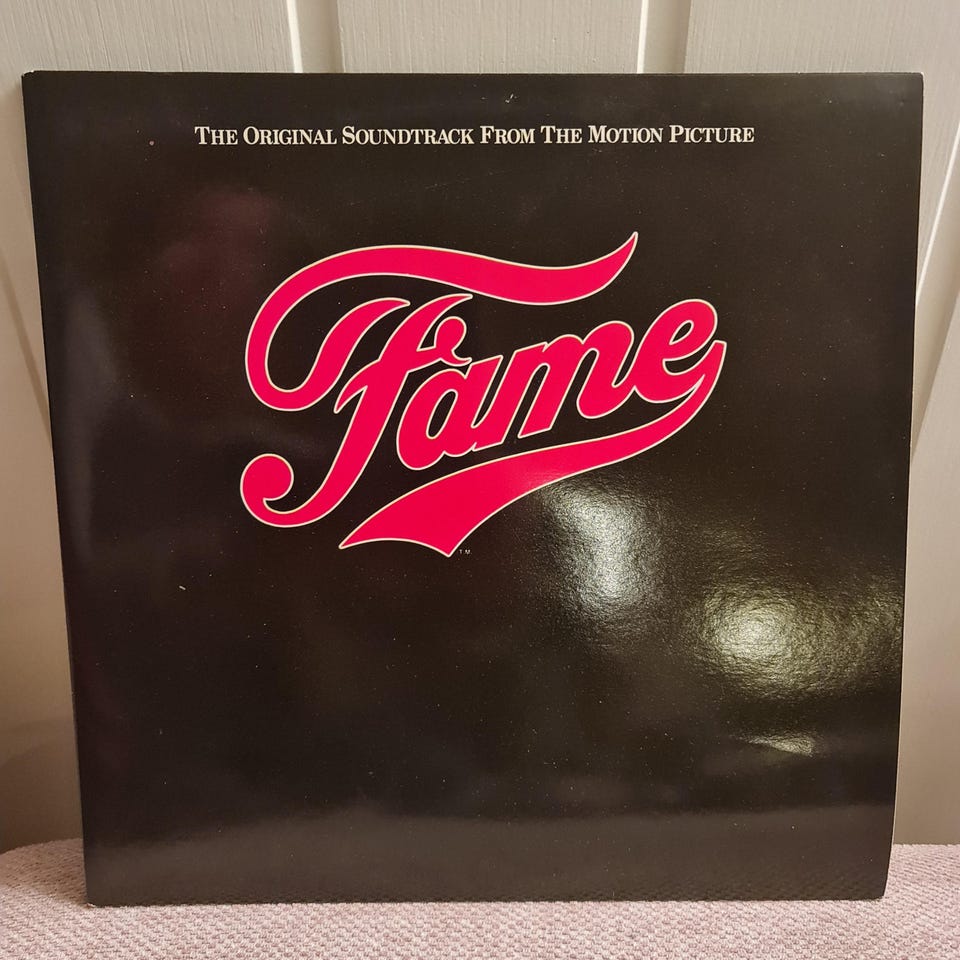 THE ORIGINAL SOUNDTRACK FROM THE MOTION PICTURE
Fame
T.M.